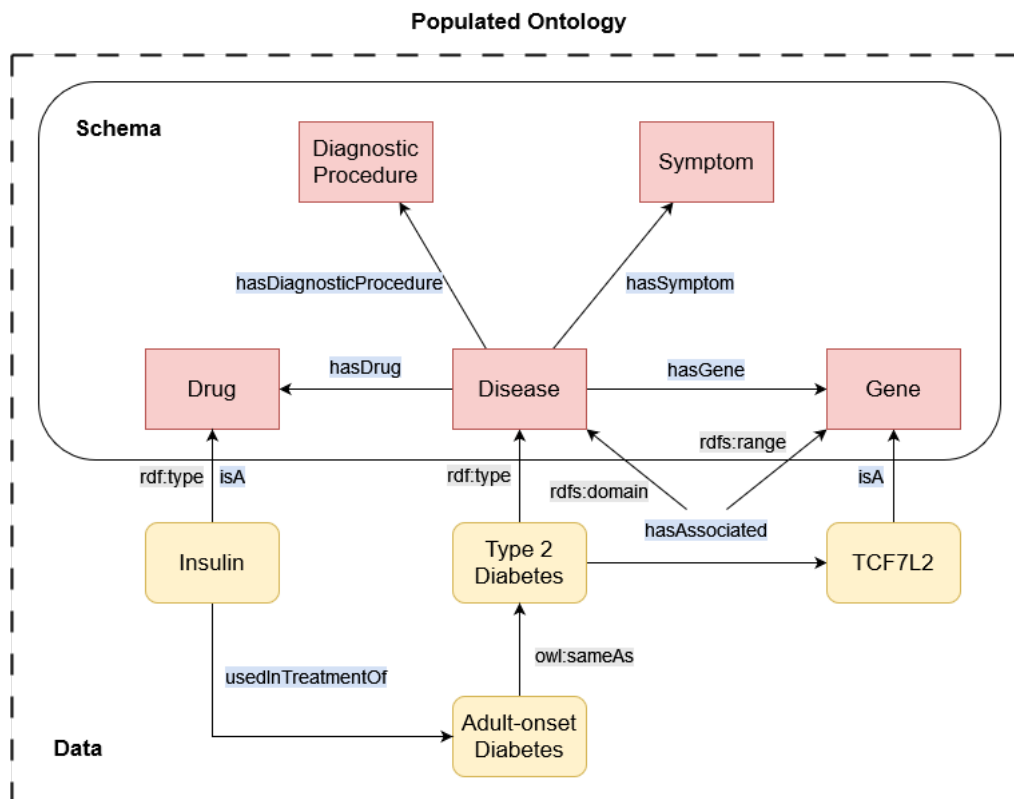 Populated Ontology
Schema
Diagnostic
Procedure
Symptom
hasDiagnosticProcedure
hasSymptom
hasDrug
hasGene
Drug
Disease
Gene
rdfs:range
rdf:type
isA
rdf:type
rdfs:domain
isA
hasAssociated
Insulin
Type 2
Diabetes
TCF7L2
owl:sameAs
usedInTreatmentOf
Adult-onset
Diabetes
Data